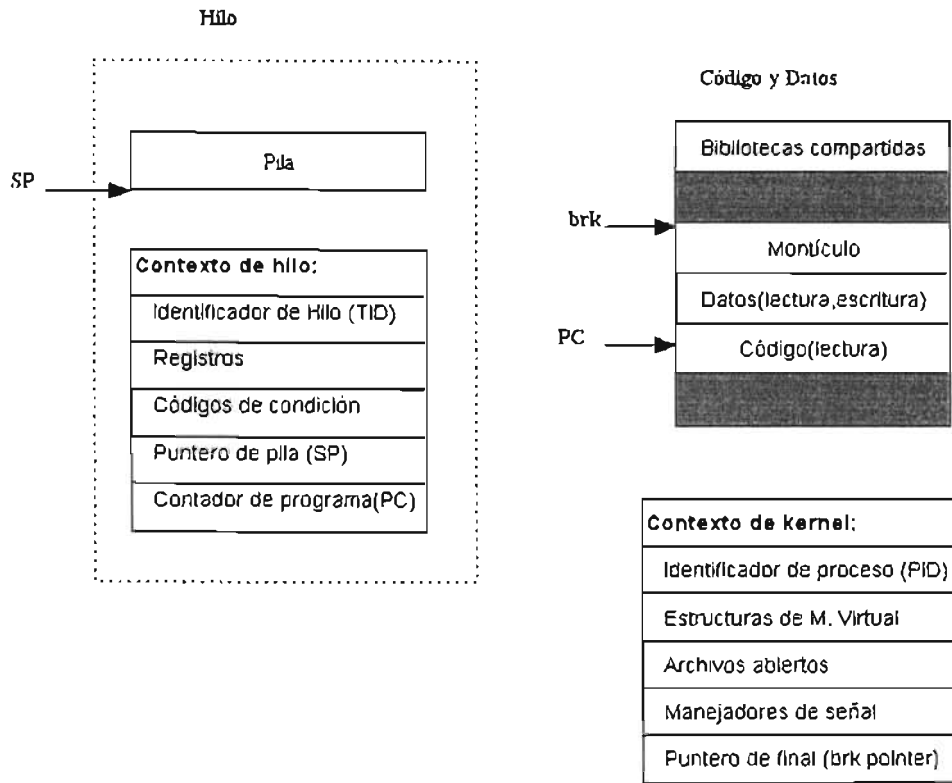 Hilo
Pila
SP
Contexto de hilo:
Identificador de Hilo (TID)
Registros
Códigos de condición
Puntero de pila (SP)
Contador de programa(PC)
Código y Datos
Bibliotecas compartidas
brk
Montículo
Datos(lectura,escritura)
PC
Código(lectura)
Contexto de kernel:
Identificador de proceso (PID)
Estructuras de M. Virtual
Archivos abiertos
Manejadores de señal
Puntero de final (brk pointer)